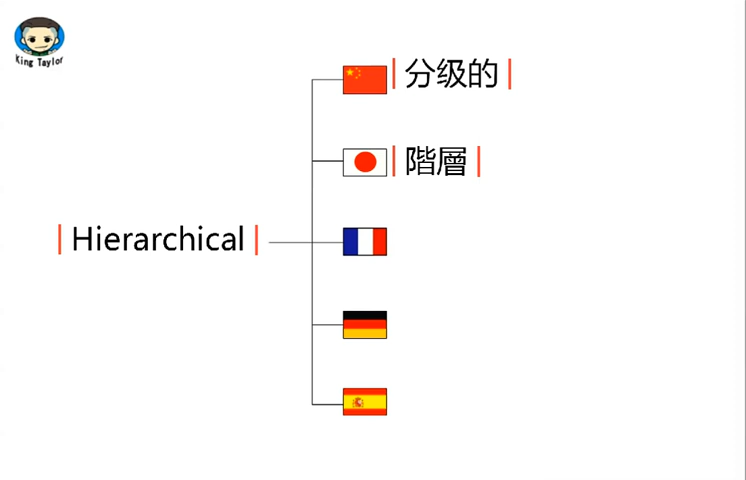 King Taylor
分级的
階層
Hierarchical